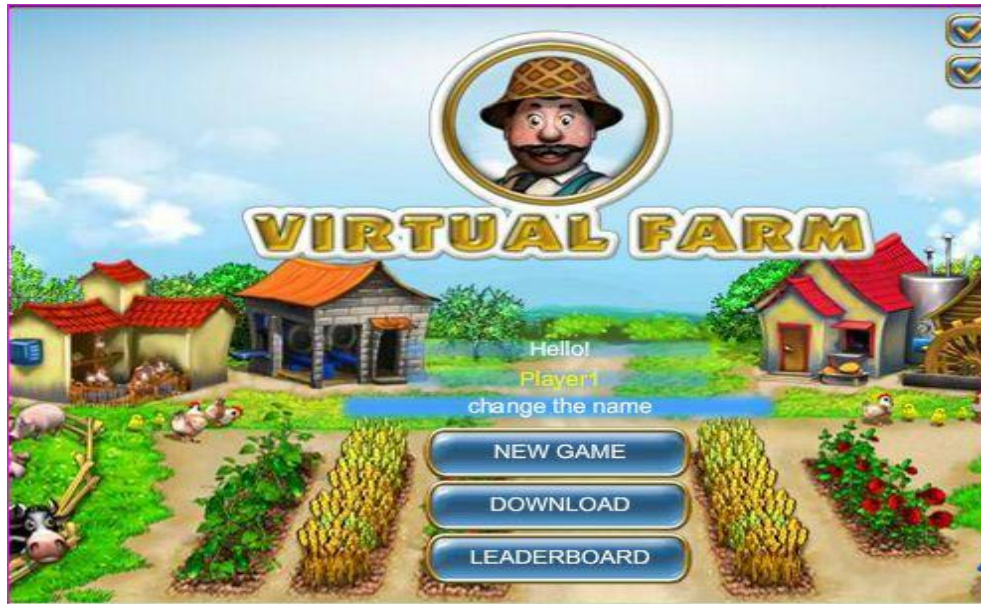 VIRTUAL FARM
Hello!
Player1
change the name
NEW GAME
DOWNLOAD
LEADERBOARD